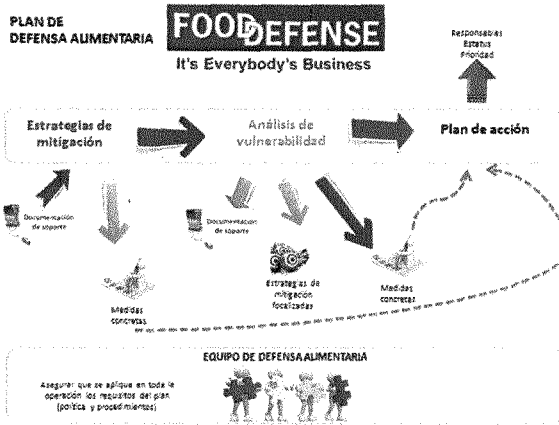 PLAN DE
DEFENSA ALIMENTARIA
FOOD DEFENSE
It's Everybody's Business
Responsables
Estatus
Prioridad
Estrategias de
mitigación
Análisis de
vulnerabilidad
Plan de acción
Documentación
de soporte
Medidas
concretas
Documentación
de soporte
Estrategias de
mitigación
focalizadas
Medidas
concretas
EQUIPO DE DEFENSA ALIMENTARIA
Asegurar que se aplique en toda la
operación los requisitos del plan
(política y procedimientos)